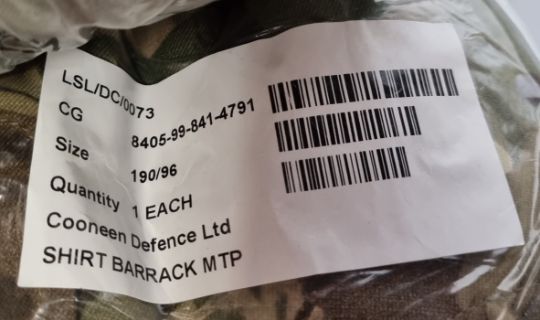 LSL/DC/0073
CG 8405-99-841-4791
Size 190/96
Quantity 1 EACH
Cooneen Defence Ltd
SHIRT BARRACK MTP